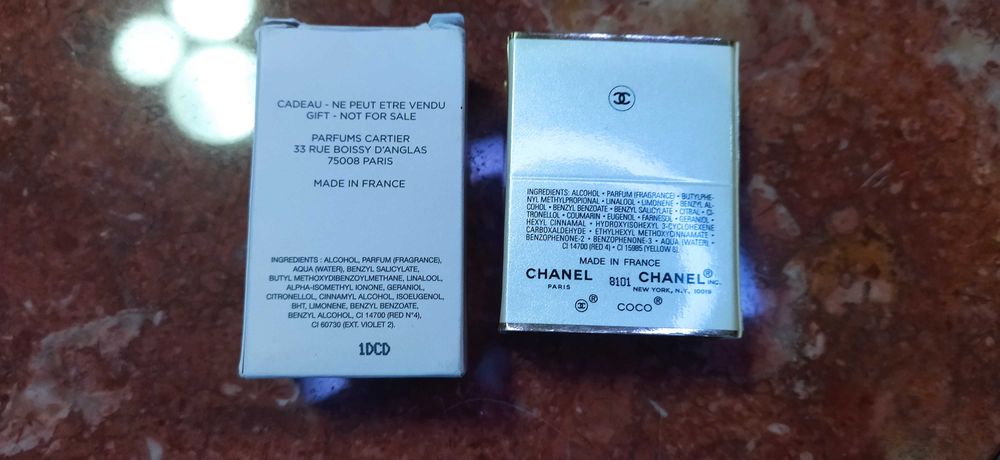 CADEAU - NE PEUT ETRE VENDU
GIFT - NOT FOR SALE
PARFUMS CARTIER
33 RUE BOISSY D'ANGLAS
75008 PARIS
MADE IN FRANCE
INGREDIENTS : ALCOHOL, PARFUM (FRAGRANCE),
AQUA (WATER), BENZYL SALICYLATE,
BUTYL METHOXYDIBENZOYLMETHANE, LINALOOL,
ALPHA-ISOMETHYL IONONE, GERANIOL,
CITRONELLOL, CINNAMYL ALCOHOL, ISOEUGENOL,
BHT, LIMONENE, BENZYL BENZOATE,
BENZYL ALCOHOL, CI 14700 (RED N°4),
CI 60730 (EXT. VIOLET 2).
1DCD
INGREDIENTS: ALCOHOL • PARFUM (FRAGRANCE) • BUTYLPHE-
NYL METHYLPROPIONAL • LINALOOL • LIMONENE • BENZYL AL-
COHOL • BENZYL BENZOATE • BENZYL SALICYLATE • CITRAL • CI-
TRONELLOL • COUMARIN • EUGENOL • FARNESOL • GERANIOL •
HEXYL CINNAMAL • HYDROXYISOHEXYL 3-CYCLOHEXENE
CARBOXALDEHYDE • ETHYLHEXYL METHOXYCINNAMATE •
BENZOPHENONE-2 • BENZOPHENONE-3 • AQUA (WATER) •
CI 14700 (RED 4) • CI 15985 (YELLOW 6).
MADE IN FRANCE
CHANEL 8101 CHANEL® INC.
PARIS NEW YORK, N.Y. 10019
® COCO®